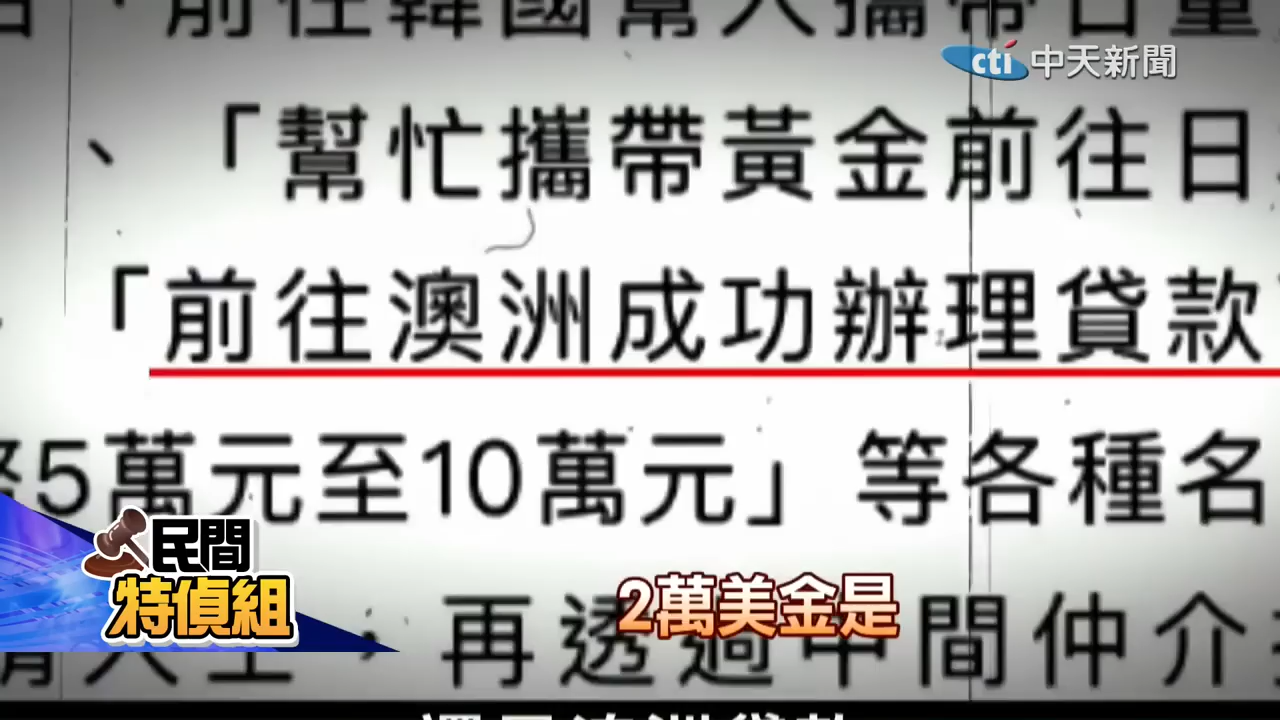 前往韓國幫人攜帶日
cti 中天新聞
、「幫忙攜帶黃金前往日
「前往澳洲成功辦理貸款
5萬元至10萬元」等各種名
民間
特偵組
2萬美金是
，再透過中間仲介